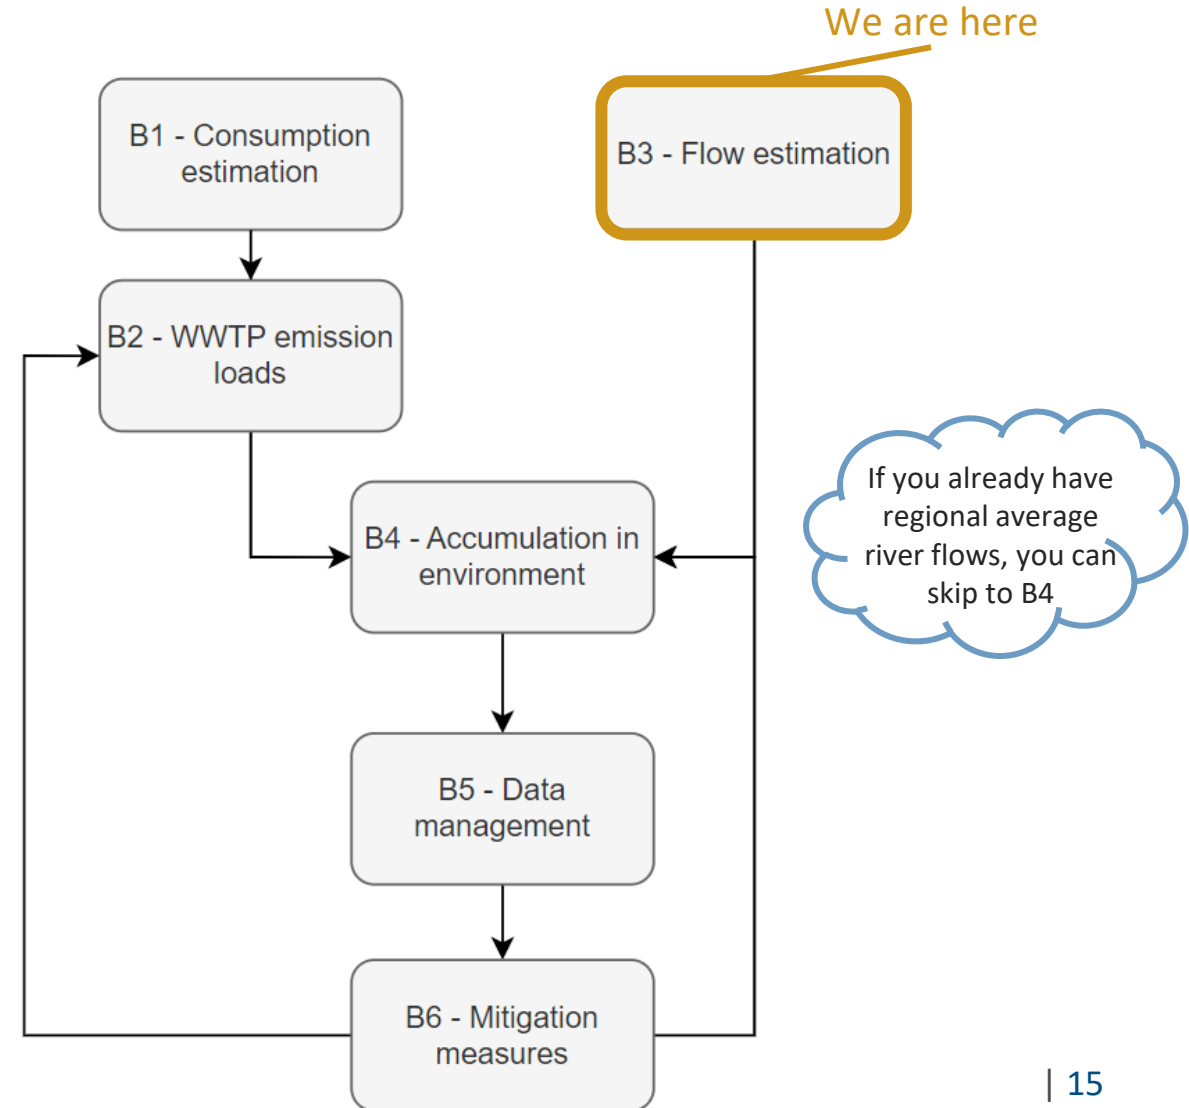 We are here
B1 - Consumption
estimation
B3 - Flow estimation
B2 - WWTP emission
loads
If you already have
regional average
river flows, you can
skip to B4
B4 - Accumulation in
environment
B5 - Data
management
B6 - Mitigation
measures
| 15